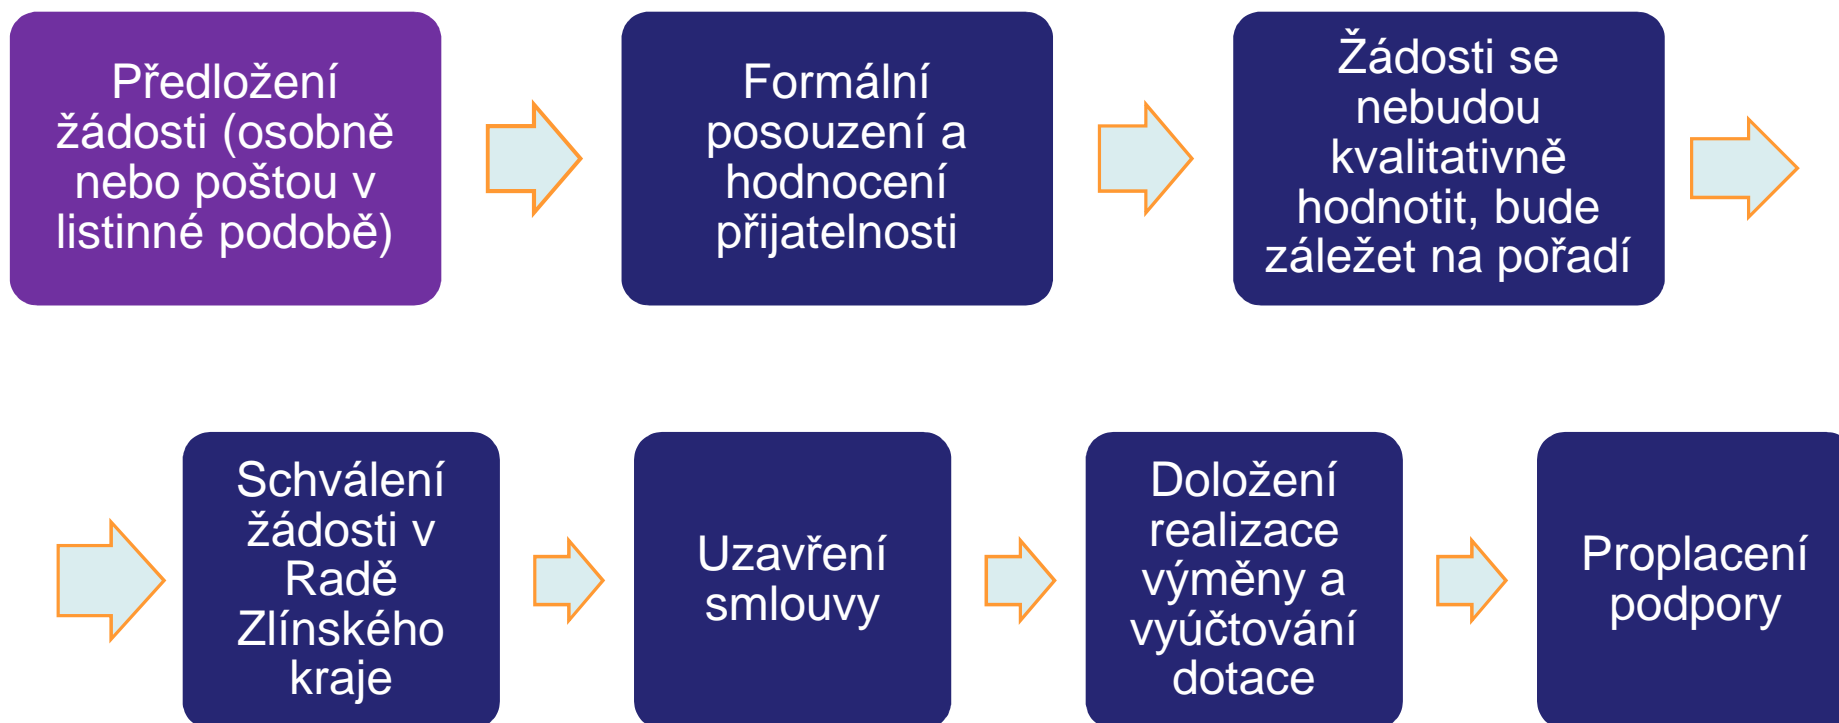 Předložení
žádosti (osobně
nebo poštou v
listinné podobě)
Formální
posouzení a
hodnocení
přijatelnosti
Žádosti se
nebudou
kvalitativně
hodnotit, bude
záležet na pořadí
Schválení
žádosti v
Radě
Zlínského
kraje
Uzavření
smlouvy
Doložení
realizace
výměny a
vyúčtování
dotace
Proplacení
podpory